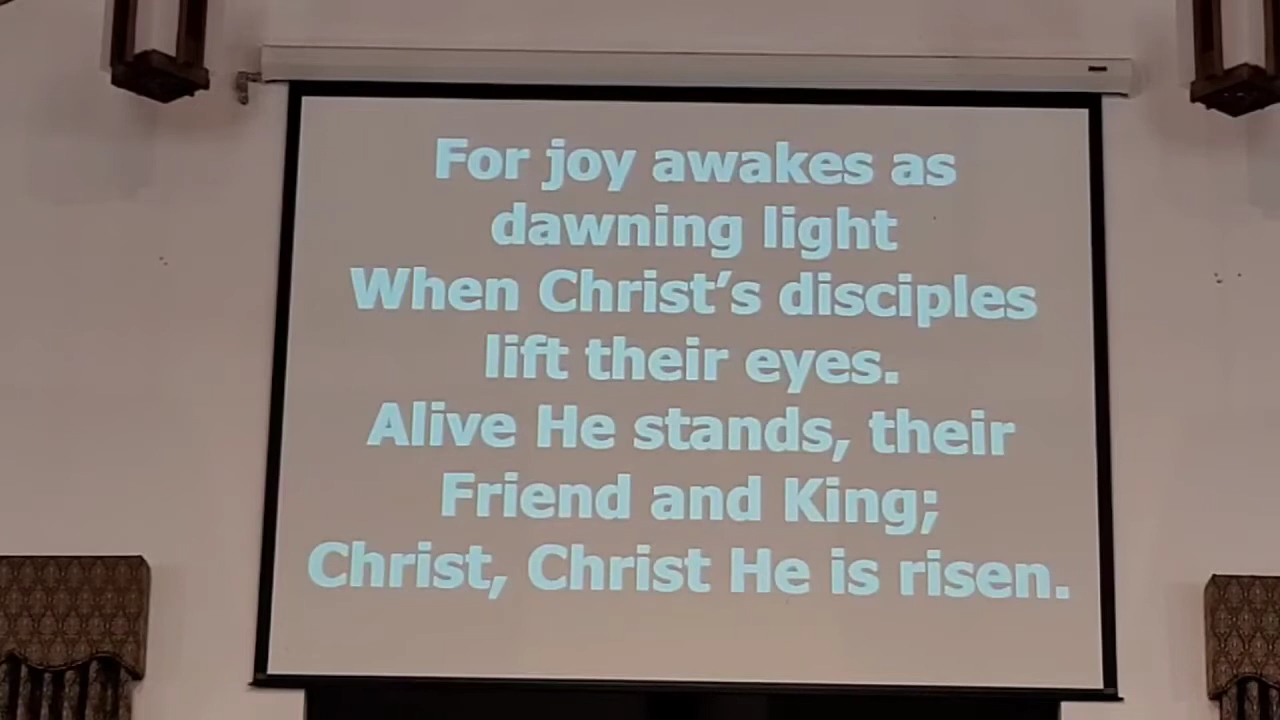 For joy awakes as
dawning light
When Christ’s disciples
lift their eyes.
Alive He stands, their
Friend and King;
Christ, Christ He is risen.